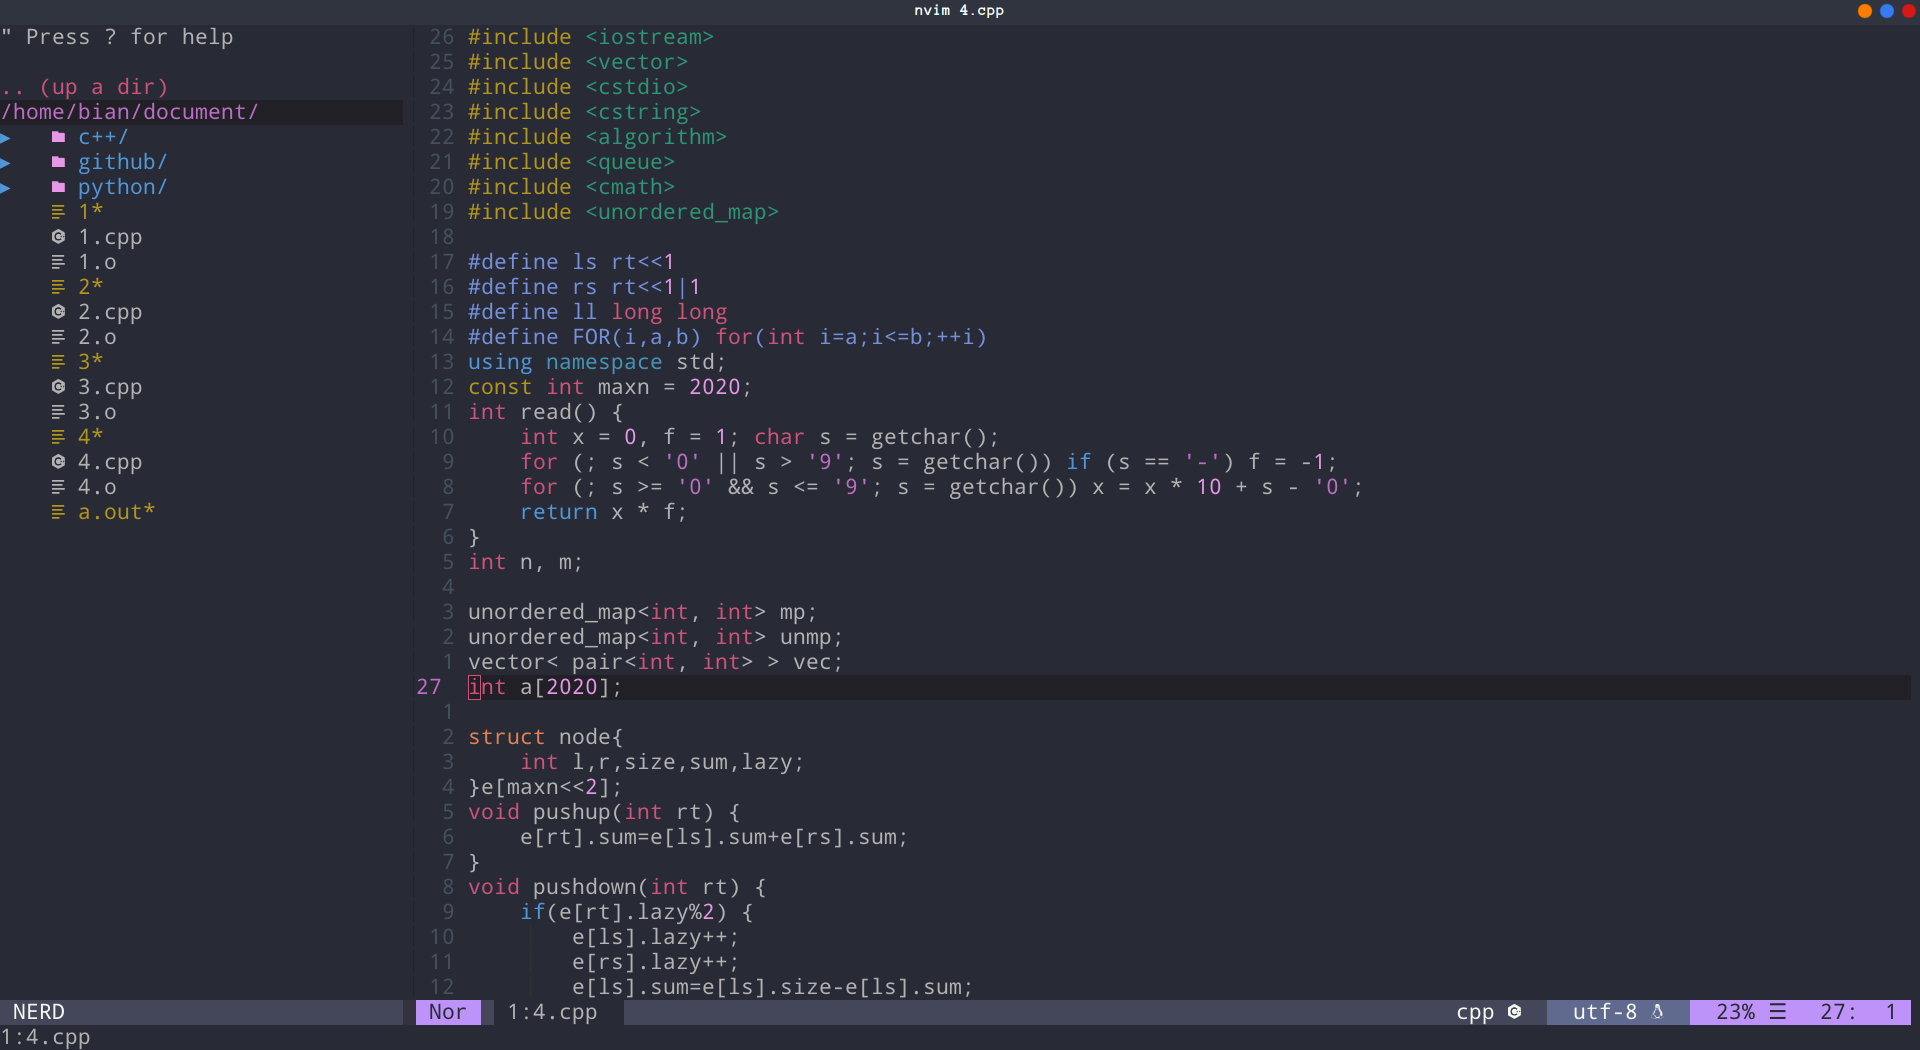 nvim 4.cpp
" Press ? for help
.. (up a dir)
/home/bian/document/
c++/
github/
python/
1*
1.cpp
1.o
2*
2.cpp
2.o
3*
3.cpp
3.o
4*
4.cpp
4.o
a.out*
26 #include <iostream>
25 #include <vector>
24 #include <cstdio>
23 #include <cstring>
22 #include <algorithm>
21 #include <queue>
20 #include <cmath>
19 #include <unordered_map>
18
17 #define ls rt<<1
16 #define rs rt<<1|1
15 #define ll long long
14 #define FOR(i,a,b) for(int i=a;i<=b;++i)
13 using namespace std;
12 const int maxn = 2020;
11 int read() {
10     int x = 0, f = 1; char s = getchar();
9     for (; s < '0' || s > '9'; s = getchar()) if (s == '-') f = -1;
8     for (; s >= '0' && s <= '9'; s = getchar()) x = x * 10 + s - '0';
7     return x * f;
6 }
5 int n, m;
4
3 unordered_map<int, int> mp;
2 unordered_map<int, int> unmp;
1 vector< pair<int, int> > vec;
27 int a[2020];
1
2 struct node{
3     int l,r,size,sum,lazy;
4 }e[maxn<<2];
5 void pushup(int rt) {
6     e[rt].sum=e[ls].sum+e[rs].sum;
7 }
8 void pushdown(int rt) {
9     if(e[rt].lazy%2) {
10         e[ls].lazy++;
11         e[rs].lazy++;
12         e[ls].sum=e[ls].size-e[ls].sum;
NERD
Nor 1:4.cpp cpp utf-8 23% ☰ 27: 1
1:4.cpp